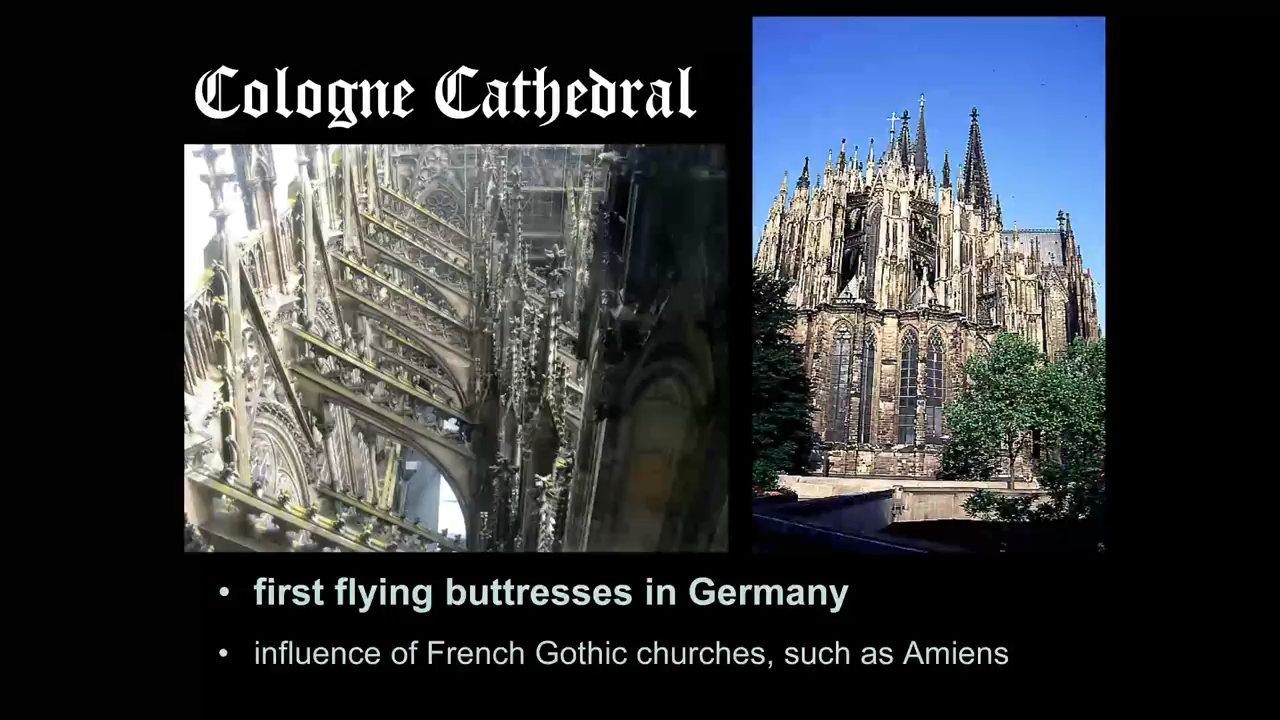 Cologne Cathedral
• first flying buttresses in Germany
• influence of French Gothic churches, such as Amiens